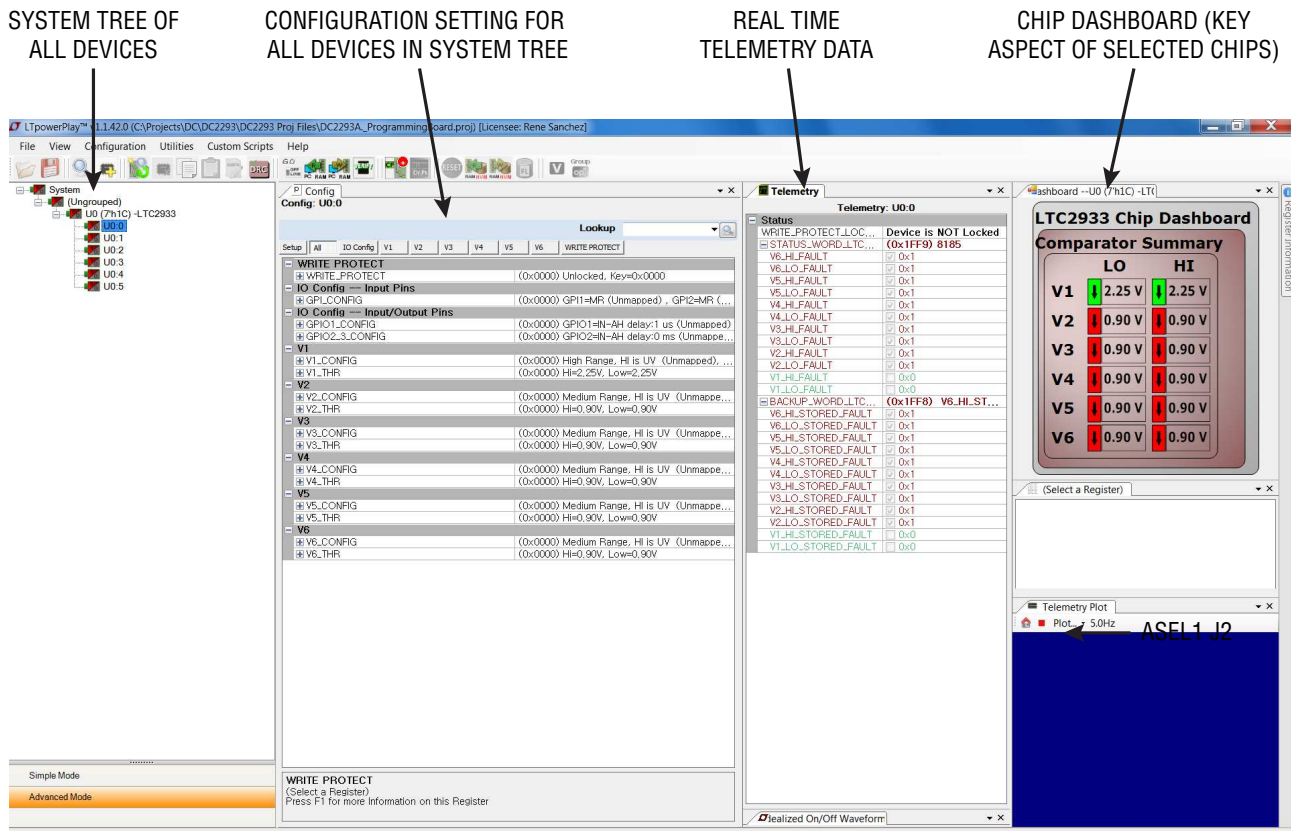 SYSTEM TREE OF
ALL DEVICES
CONFIGURATION SETTING FOR
ALL DEVICES IN SYSTEM TREE
REAL TIME
TELEMETRY DATA
CHIP DASHBOARD (KEY
ASPECT OF SELECTED CHIPS)
LTpowerPlay™ v1.1.42.0 (C:\Projects\DC\DC2293\DC2293 Proj Files\DC2293A_ProgrammingBoard.proj) [Licensee: Rene Sanchez]
File View Configuration Utilities Custom Scripts Help
System
(Ungrouped)
U0 (7'h1C) -LTC2933
U0:0
U0:1
U0:2
U0:3
U0:4
U0:5
Simple Mode
Advanced Mode
Config
Config: U0:0
Lookup
Setup All IO Config V1 V2 V3 V4 V5 V6 WRITE PROTECT
WRITE PROTECT
WRITE_PROTECT (0x0000) Unlocked, Key=0x0000
IO Config -- Input Pins
GPI_CONFIG (0x0000) GPI1=MR (Unmapped) , GPI2=MR (...
IO Config -- Input/Output Pins
GPIO1_CONFIG (0x0000) GPIO1=IN-AH delay:1 us (Unmapped)
GPIO2_3_CONFIG (0x0000) GPIO2=IN-AH delay:0 ms (Unmappe...
V1
V1_CONFIG (0x0000) High Range, HI is UV (Unmapped), ...
V1_THR (0x0000) Hi=2,25V, Low=2,25V
V2
V2_CONFIG (0x0000) Medium Range, HI is UV (Unmappe...
V2_THR (0x0000) Hi=0,90V, Low=0,90V
V3
V3_CONFIG (0x0000) Medium Range, HI is UV (Unmappe...
V3_THR (0x0000) Hi=0,90V, Low=0,90V
V4
V4_CONFIG (0x0000) Medium Range, HI is UV (Unmappe...
V4_THR (0x0000) Hi=0,90V, Low=0,90V
V5
V5_CONFIG (0x0000) Medium Range, HI is UV (Unmappe...
V5_THR (0x0000) Hi=0,90V, Low=0,90V
V6
V6_CONFIG (0x0000) Medium Range, HI is UV (Unmappe...
V6_THR (0x0000) Hi=0,90V, Low=0,90V
WRITE PROTECT
(Select a Register)
Press F1 for more Information on this Register
Telemetry
Telemetry: U0:0
Status
WRITE_PROTECT_LOC... Device is NOT Locked
STATUS_WORD_LTC... (0x1FF9) 8185
V6_HI_FAULT 0x1
V6_LO_FAULT 0x1
V5_HI_FAULT 0x1
V5_LO_FAULT 0x1
V4_HI_FAULT 0x1
V4_LO_FAULT 0x1
V3_HI_FAULT 0x1
V3_LO_FAULT 0x1
V2_HI_FAULT 0x1
V2_LO_FAULT 0x1
V1_HI_FAULT 0x0
V1_LO_FAULT 0x0
BACKUP_WORD_LTC... (0x1FF8) V6_HI_ST...
V6_HI_STORED_FAULT 0x1
V6_LO_STORED_FAULT 0x1
V5_HI_STORED_FAULT 0x1
V5_LO_STORED_FAULT 0x1
V4_HI_STORED_FAULT 0x1
V4_LO_STORED_FAULT 0x1
V3_HI_STORED_FAULT 0x1
V3_LO_STORED_FAULT 0x1
V2_HI_STORED_FAULT 0x1
V2_LO_STORED_FAULT 0x1
V1_HI_STORED_FAULT 0x0
V1_LO_STORED_FAULT 0x0
Idealized On/Off Waveform
ashboard --U0 (7'h1C) -LT(
LTC2933 Chip Dashboard
Comparator Summary
LO HI
V1 2.25 V 2.25 V
V2 0.90 V 0.90 V
V3 0.90 V 0.90 V
V4 0.90 V 0.90 V
V5 0.90 V 0.90 V
V6 0.90 V 0.90 V
(Select a Register)
Telemetry Plot
Plot... 5.0Hz
ASEL1 J2
Register Information